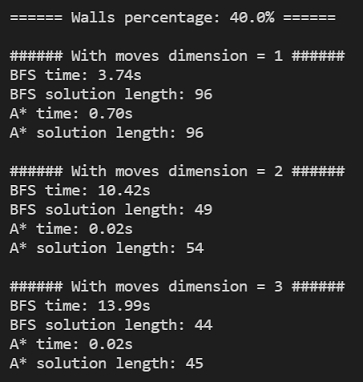 ====== Walls percentage: 40.0% ======
###### With moves dimension = 1 ######
BFS time: 3.74s
BFS solution length: 96
A* time: 0.70s
A* solution length: 96
###### With moves dimension = 2 ######
BFS time: 10.42s
BFS solution length: 49
A* time: 0.02s
A* solution length: 54
###### With moves dimension = 3 ######
BFS time: 13.99s
BFS solution length: 44
A* time: 0.02s
A* solution length: 45